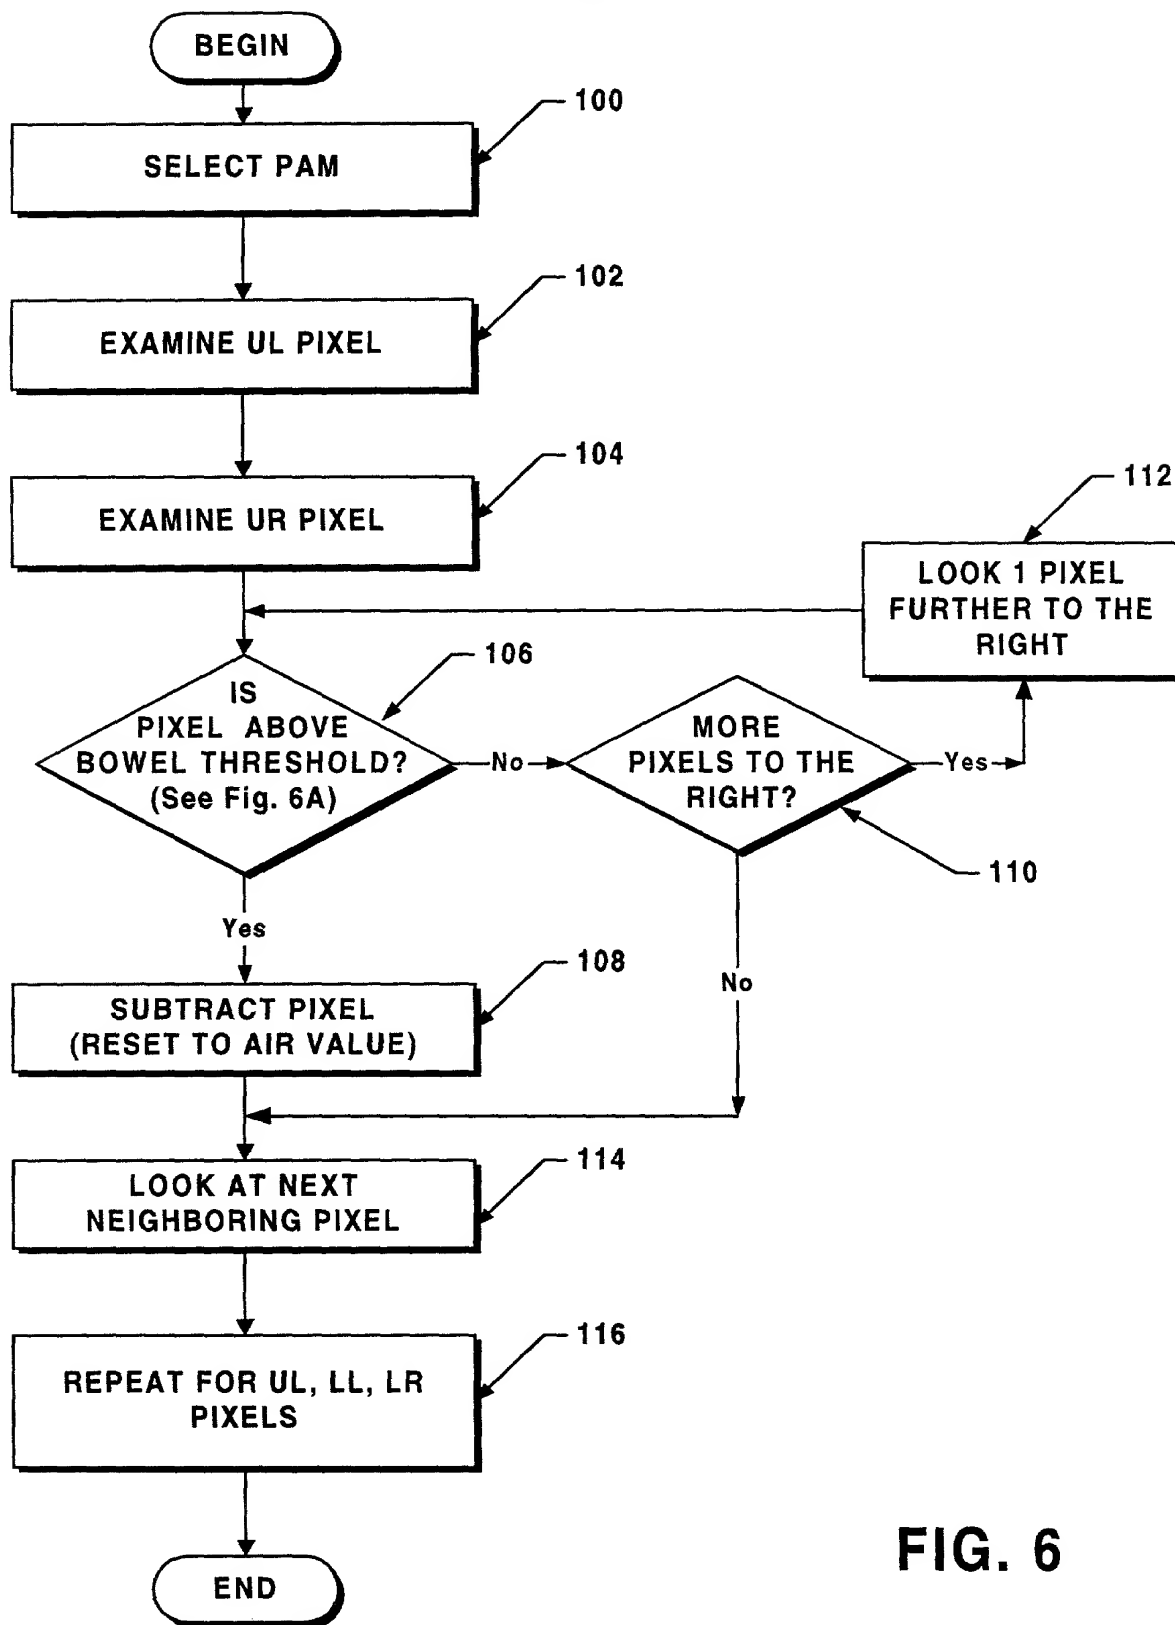 BEGIN
100
SELECT PAM
102
EXAMINE UL PIXEL
104
EXAMINE UR PIXEL
112
LOOK 1 PIXEL
FURTHER TO THE
RIGHT
106
IS
PIXEL ABOVE
BOWEL THRESHOLD?
(See Fig. 6A)
No
MORE
PIXELS TO THE
RIGHT?
Yes
110
Yes
No
108
SUBTRACT PIXEL
(RESET TO AIR VALUE)
114
LOOK AT NEXT
NEIGHBORING PIXEL
116
REPEAT FOR UL, LL, LR
PIXELS
END
FIG. 6